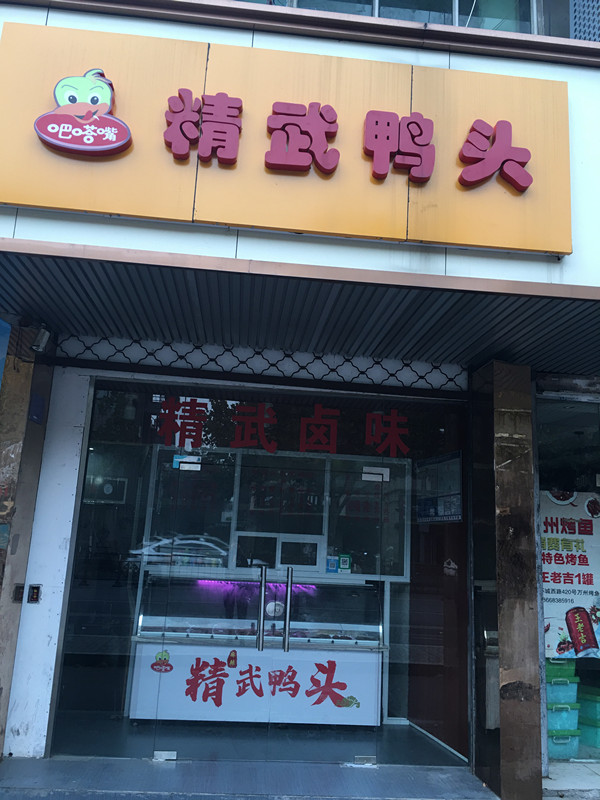 吧嗒嘴
精武鸭头
精武卤味
精武鸭头
州烤鱼
特色烤鱼
王老吉1罐
王老吉